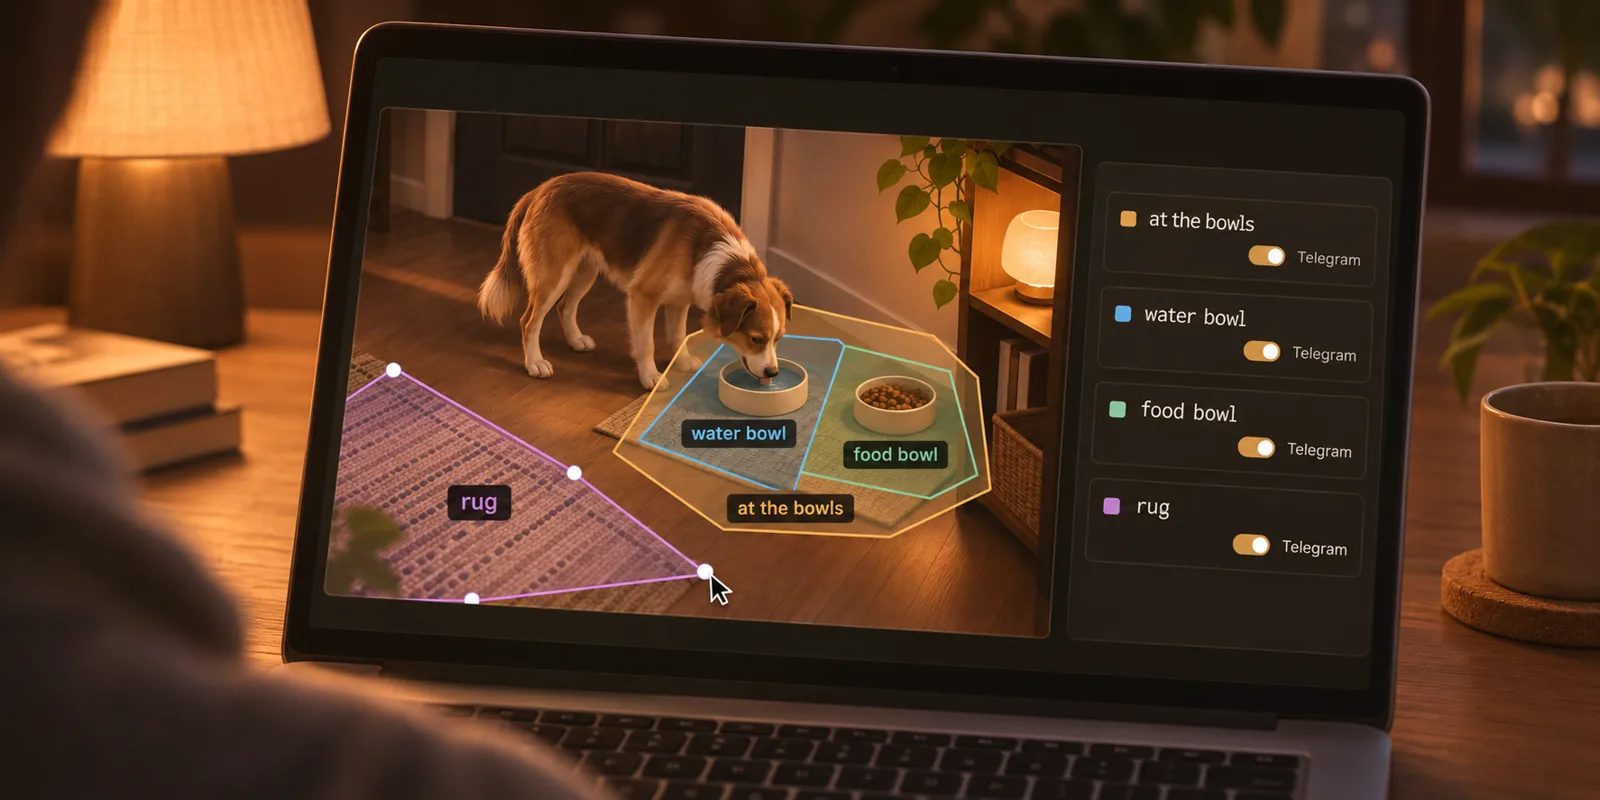 water bowl
food bowl
rug
at the bowls
at the bowls
Telegram
water bowl
Telegram
food bowl
Telegram
rug
Telegram